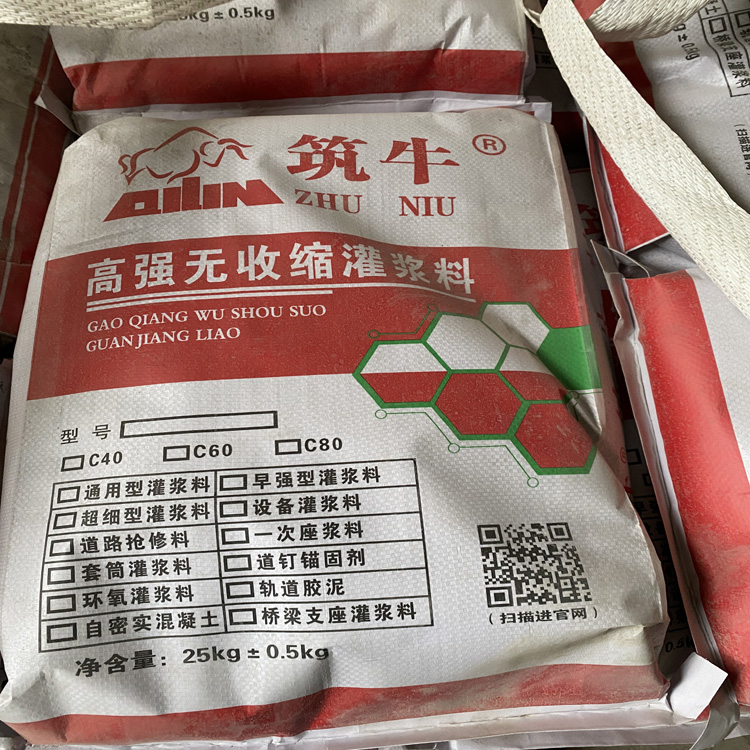 5kg ± 0.5kg
筑牛®
QILIN
ZHU NIU
高强无收缩灌浆料
GAO QIANG WU SHOU SUO
GUANJIANG LIAO
型号
C40 C60 C80
通用型灌浆料 早强型灌浆料
超细型灌浆料 设备灌浆料
道路抢修料 一次座浆料
套筒灌浆料 道钉锚固剂
环氧灌浆料 轨道胶泥
自密实混凝土 桥梁支座灌浆料
(扫描进官网)
净含量: 25kg ± 0.5kg